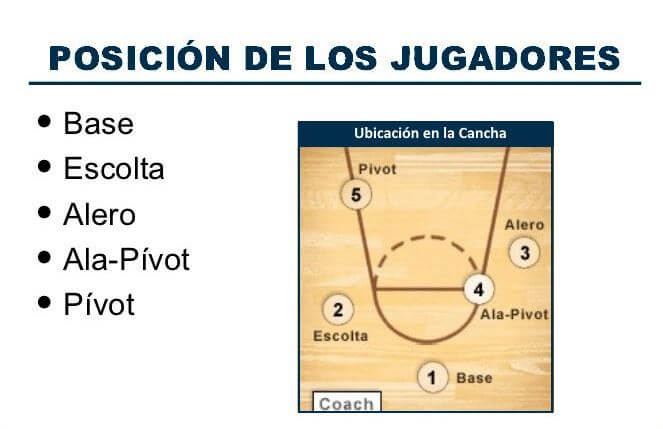 POSICIÓN DE LOS JUGADORES
• Base
• Escolta
• Alero
• Ala-Pívot
• Pívot
Ubicación en la Cancha
Pivot
5
Alero
3
4
Ala-Pivot
2
Escolta
1 Base
Coach